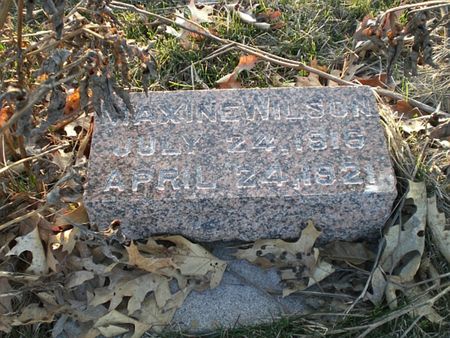 MAXINE WILSON
JULY 24, 1919
APRIL 24, 1921